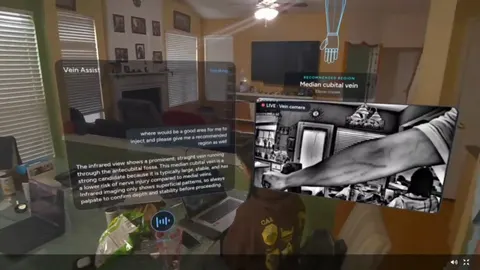 Vein Assist
where would be a good area for me to
inject and please give me a recommended
region as well
The infrared view shows a prominent, straight vein running
through the antecubital fossa. This median cubital vein is a
strong candidate because it is typically large, stable, and has
a lower risk of nerve injury compared to medial veins.
Infrared imaging only shows superficial patterns, so always
palpate to confirm depth and stability before proceeding.
RECOMMENDED REGION
Median cubital vein
LIVE · Vein camera